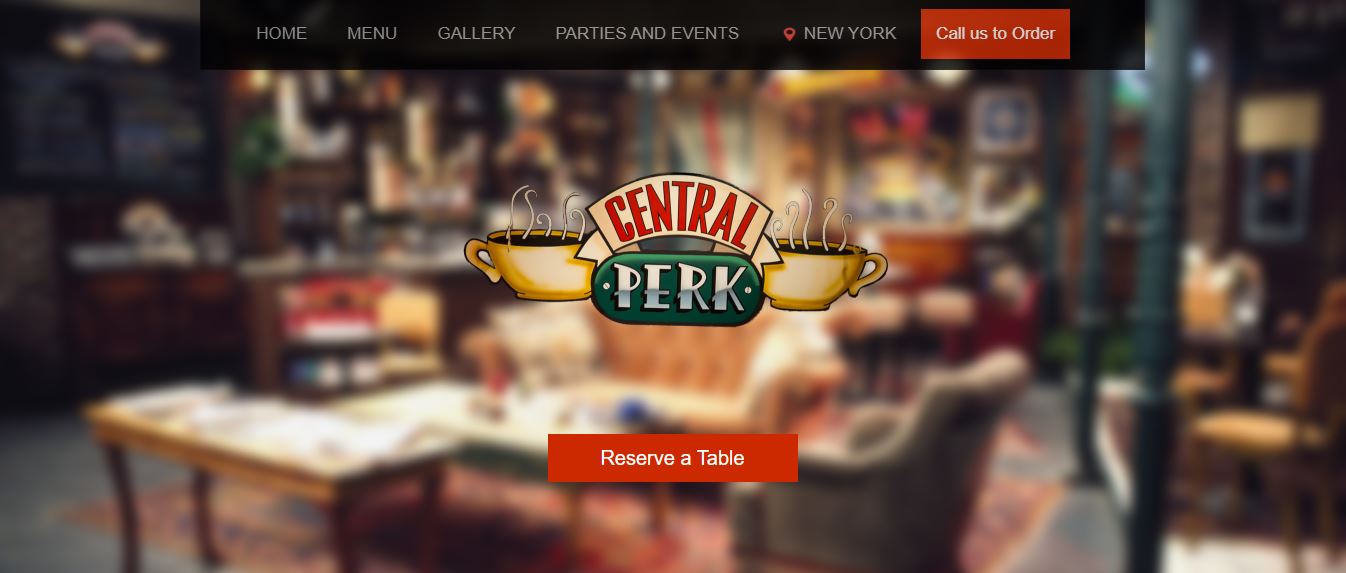 HOME MENU GALLERY PARTIES AND EVENTS NEW YORK Call us to Order
CENTRAL
PERK
Reserve a Table